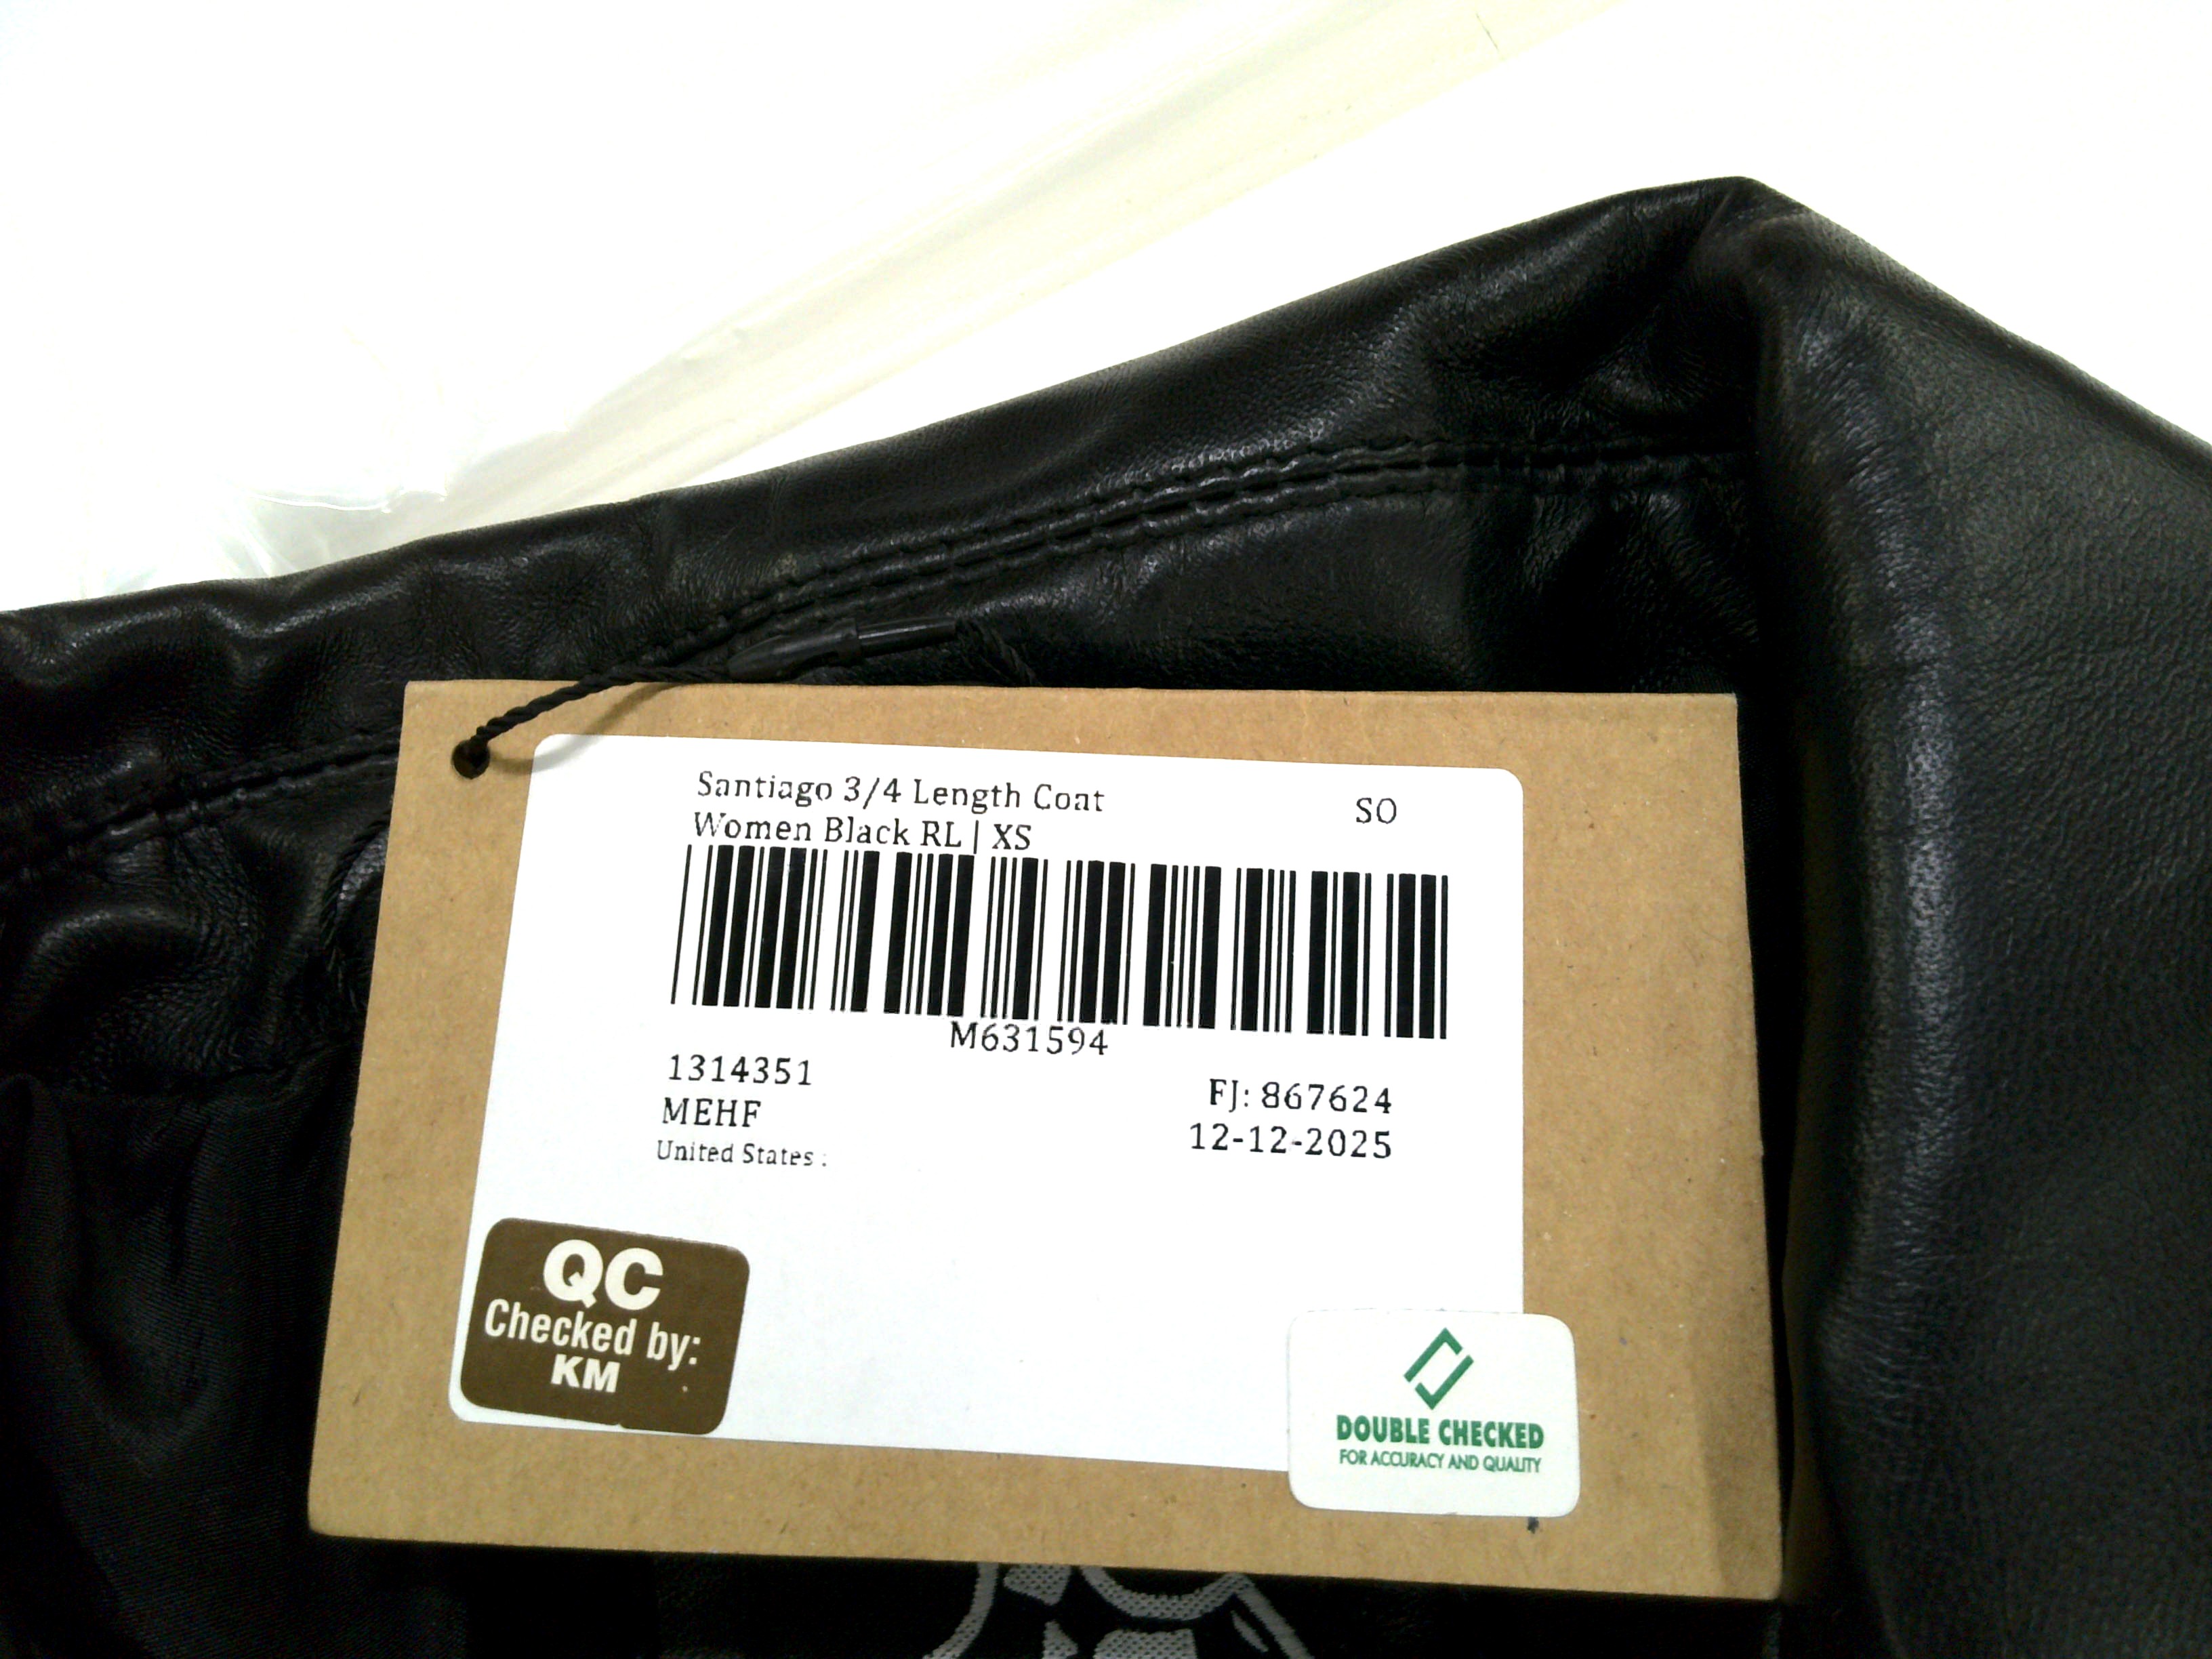 Santiago 3/4 Length Coat
SO
Women Black RL | XS
M631594
1314351
FJ: 867624
MEHF
12-12-2025
United States :
QC
Checked by:
KM
DOUBLE CHECKED
FOR ACCURACY AND QUALITY